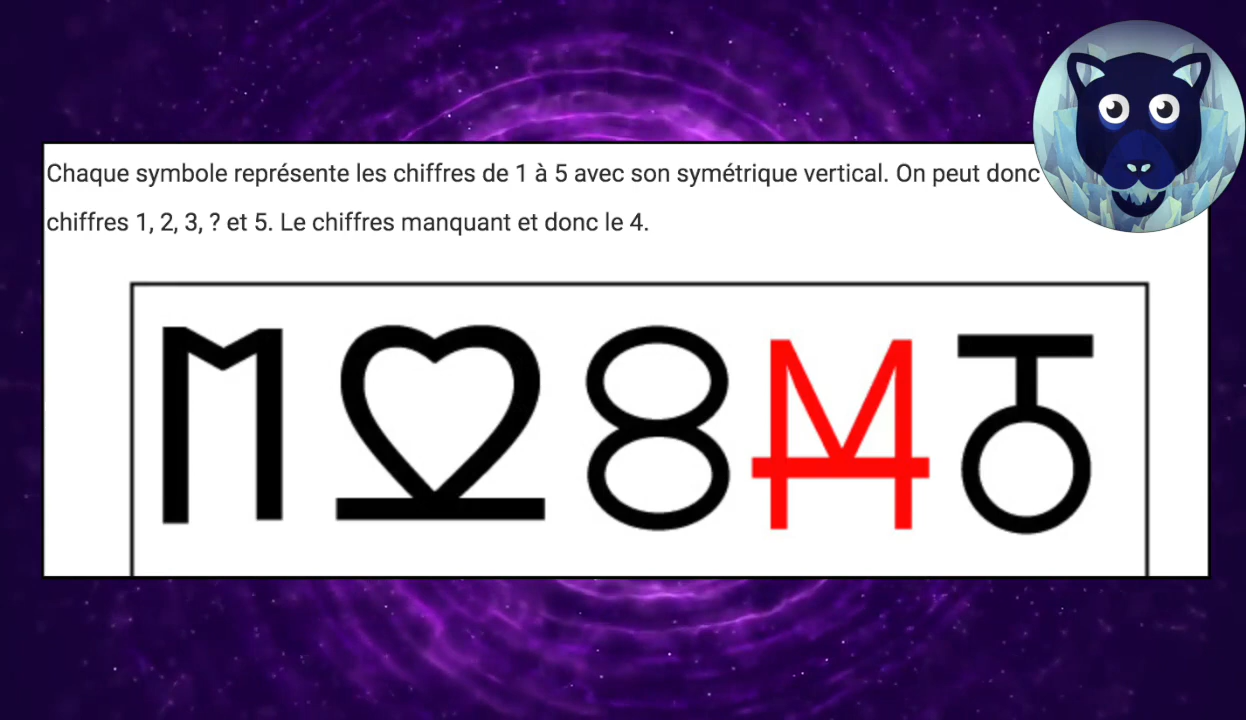 Chaque symbole représente les chiffres de 1 à 5 avec son symétrique vertical. On peut donc
chiffres 1, 2, 3, ? et 5. Le chiffres manquant et donc le 4.